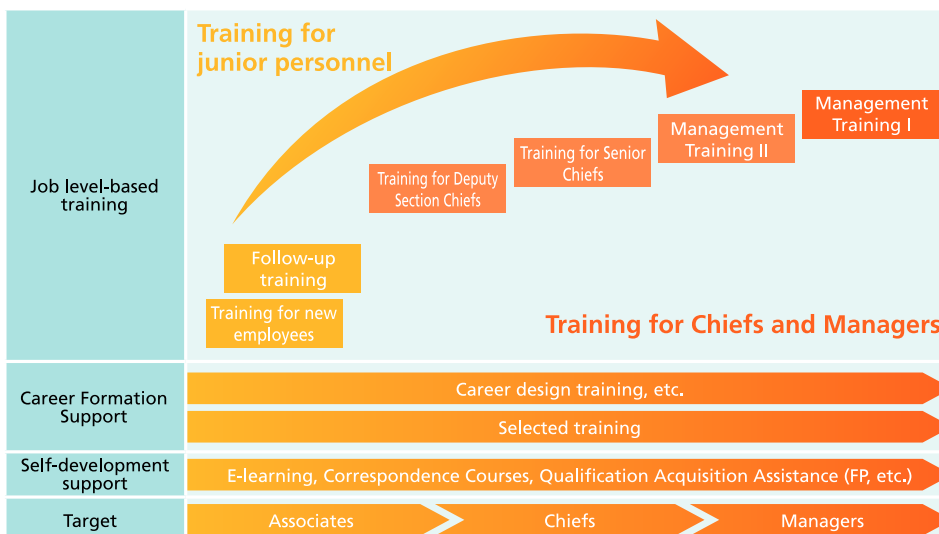 Training for
junior personnel
Management
Training I
Management
Training II
Training for Senior
Chiefs
Training for Deputy
Section Chiefs
Job level-based
training
Follow-up
training
Training for new
employees
Training for Chiefs and Managers
Career Formation
Support
Career design training, etc.
Selected training
Self-development
support
E-learning, Correspondence Courses, Qualification Acquisition Assistance (FP, etc.)
Target
Associates
Chiefs
Managers